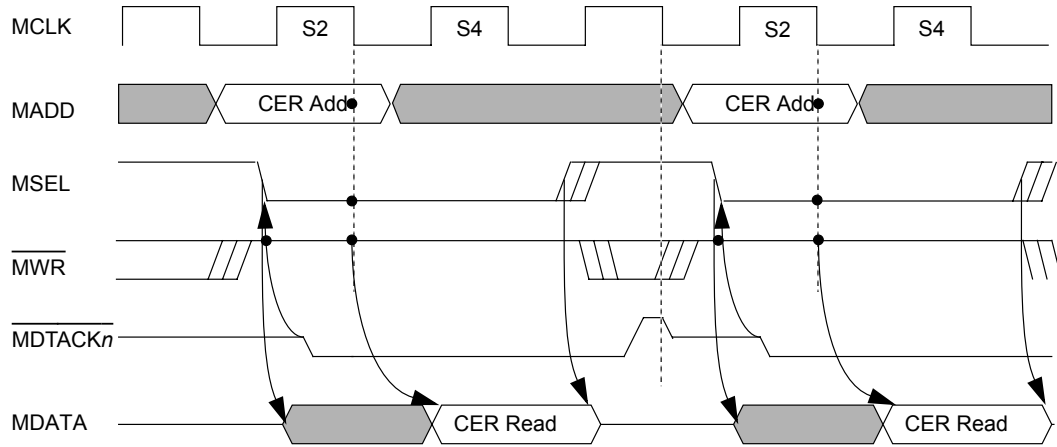 MCLK S2 S4 S2 S4
MADD CER Add CER Add
MSEL
MWR
MDTACKn
MDATA CER Read CER Read